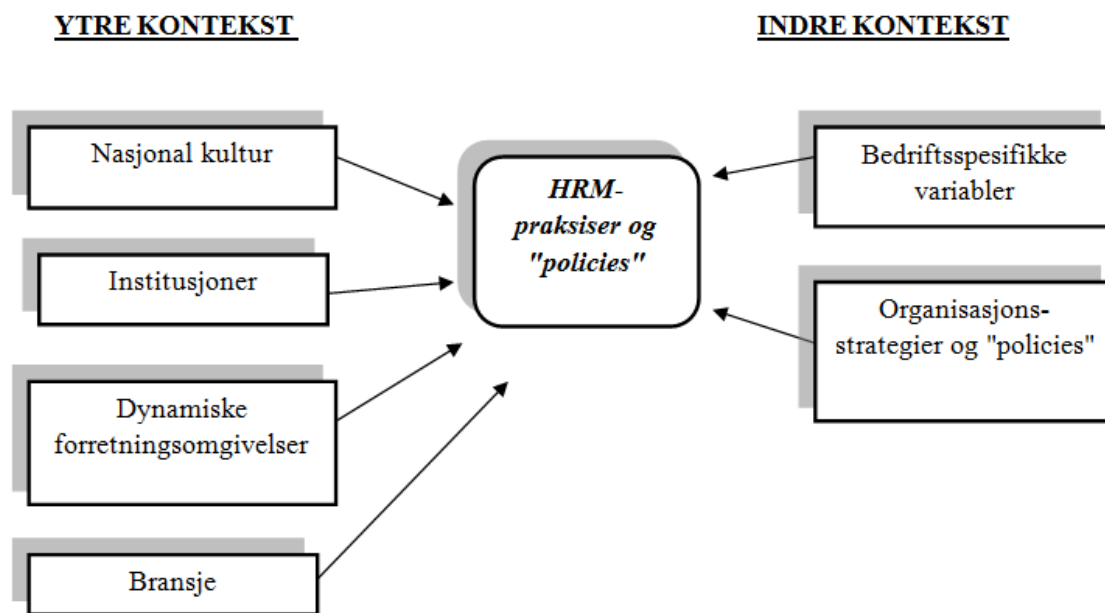 YTRE KONTEKST
INDRE KONTEKST
Nasjonal kultur
Institusjoner
Dynamiske
forretningsomgivelser
Bransje
HRM-
praksiser og
"policies"
Bedriftsspesifikke
variabler
Organisasjons-
strategier og "policies"